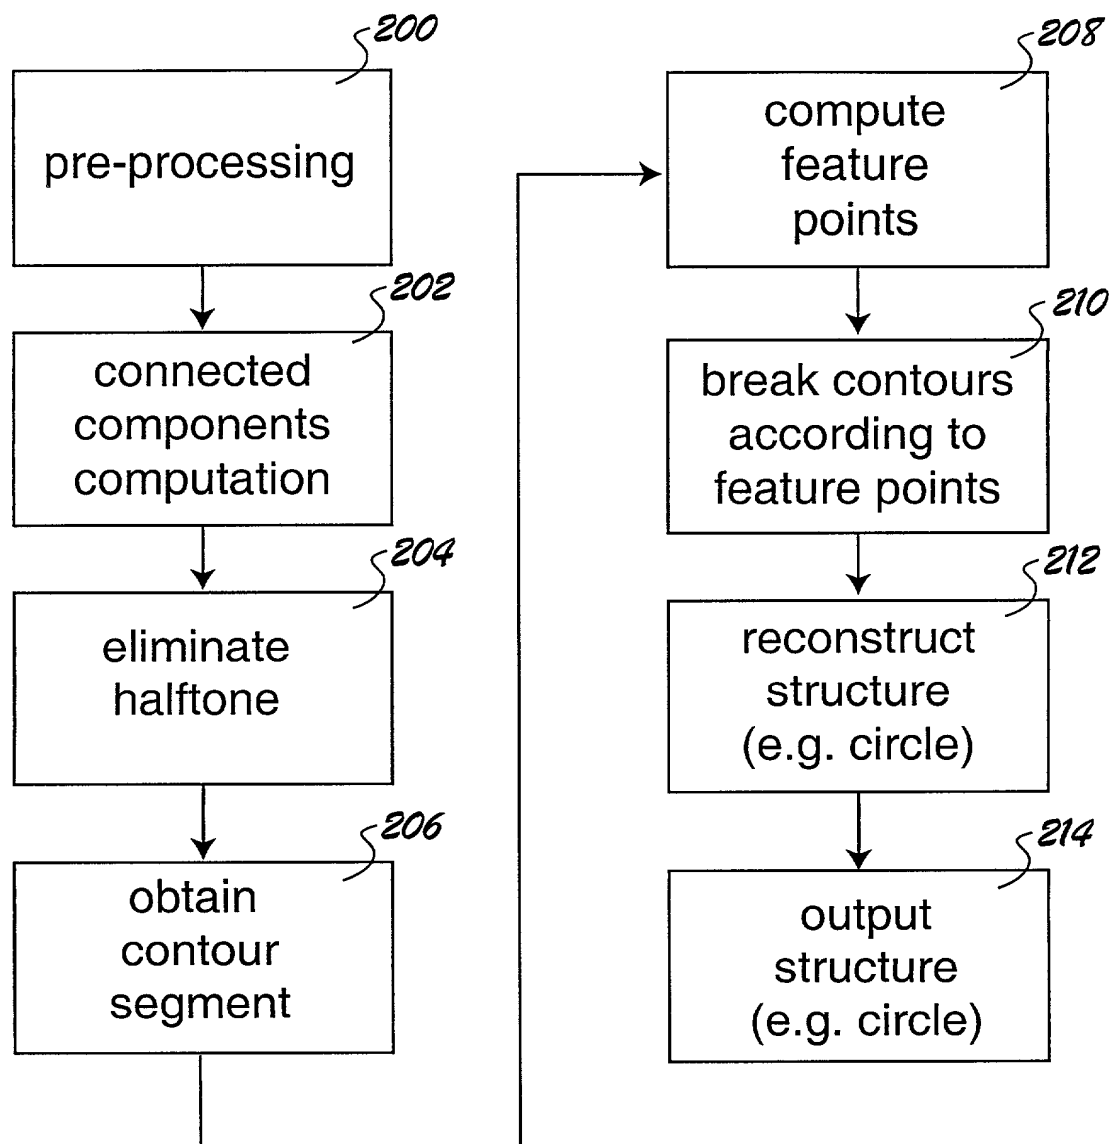 200
pre-processing
202
connected
components
computation
204
eliminate
halftone
206
obtain
contour
segment
208
compute
feature
points
210
break contours
according to
feature points
212
reconstruct
structure
(e.g. circle)
214
output
structure
(e.g. circle)